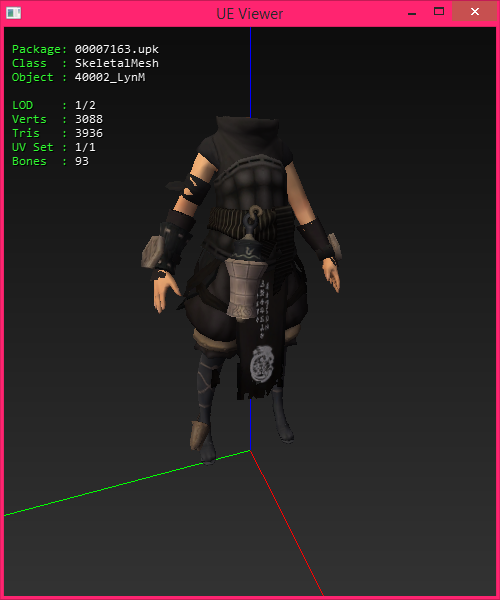 UE Viewer
Package: 00007163.upk
Class : SkeletalMesh
Object : 40002_LynM
LOD : 1/2
Verts : 3088
Tris : 3936
UV Set : 1/1
Bones : 93